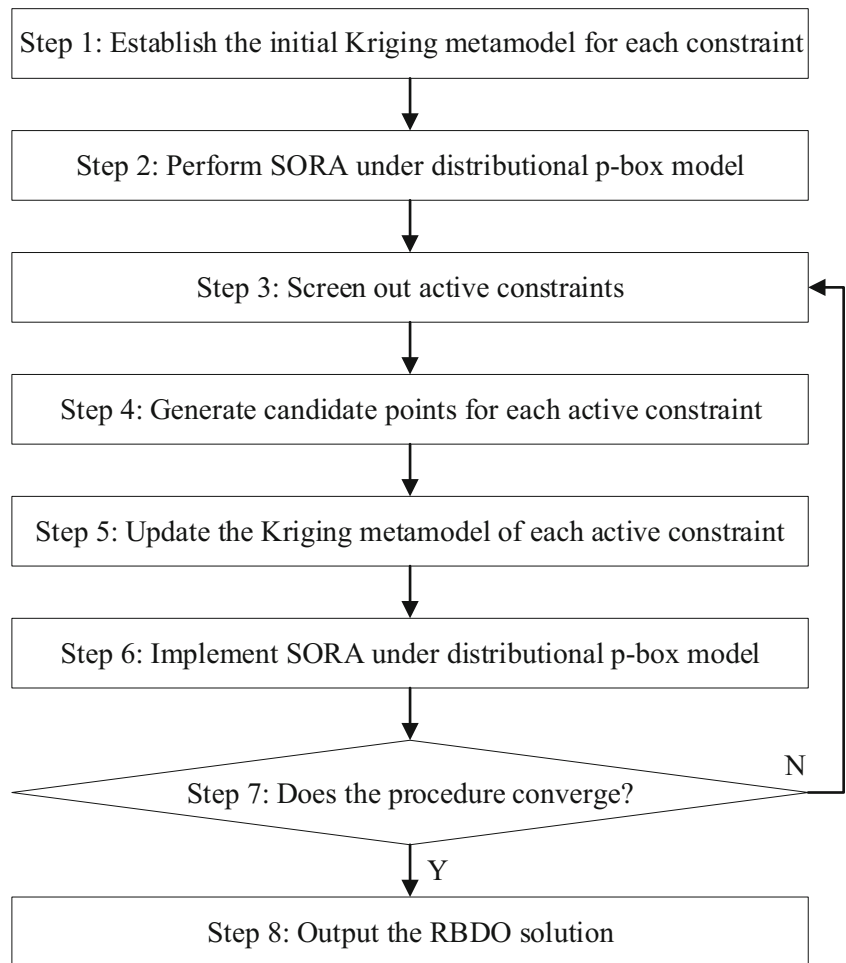 Step 1: Establish the initial Kriging metamodel for each constraint
Step 2: Perform SORA under distributional p-box model
Step 3: Screen out active constraints
Step 4: Generate candidate points for each active constraint
Step 5: Update the Kriging metamodel of each active constraint
Step 6: Implement SORA under distributional p-box model
Step 7: Does the procedure converge?
N
Y
Step 8: Output the RBDO solution